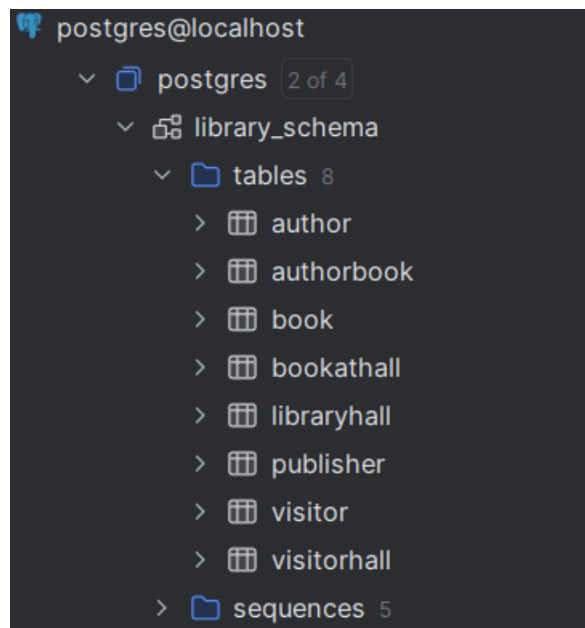 postgres@localhost
postgres 2 of 4
library_schema
tables 8
author
authorbook
book
bookathall
libraryhall
publisher
visitor
visitorhall
sequences 5